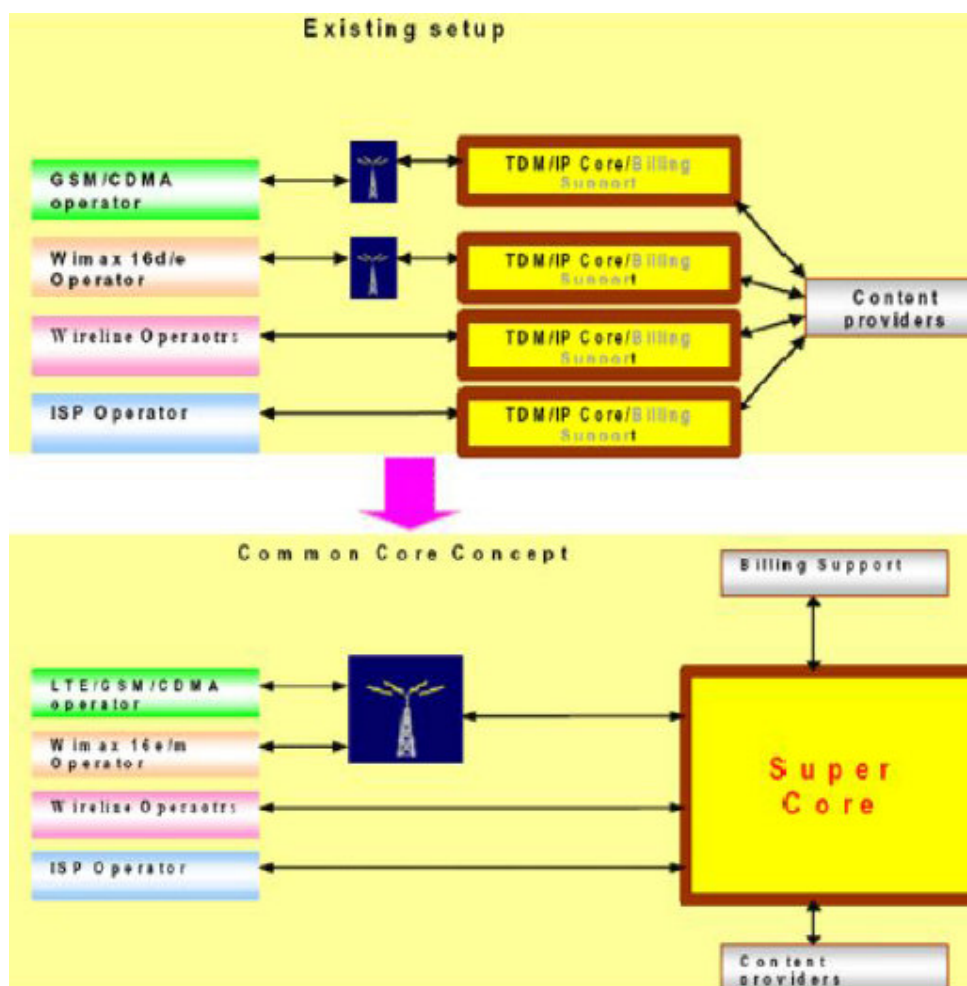 Existing setup
GSM/CDMA
operator
TDM/IP Core/Billing
Support
Wimax 16d/e
Operator
TDM/IP Core/Billing
Support
Content
providers
Wireline Operaotrs
TDM/IP Core/Billing
Support
ISP Operator
TDM/IP Core/Billing
Support
Common Core Concept
Billing Support
LTE/GSM/CDMA
operator
Wimax 16e/m
Operator
Super
Core
Wireline Operaotrs
ISP Operator
Content
providers